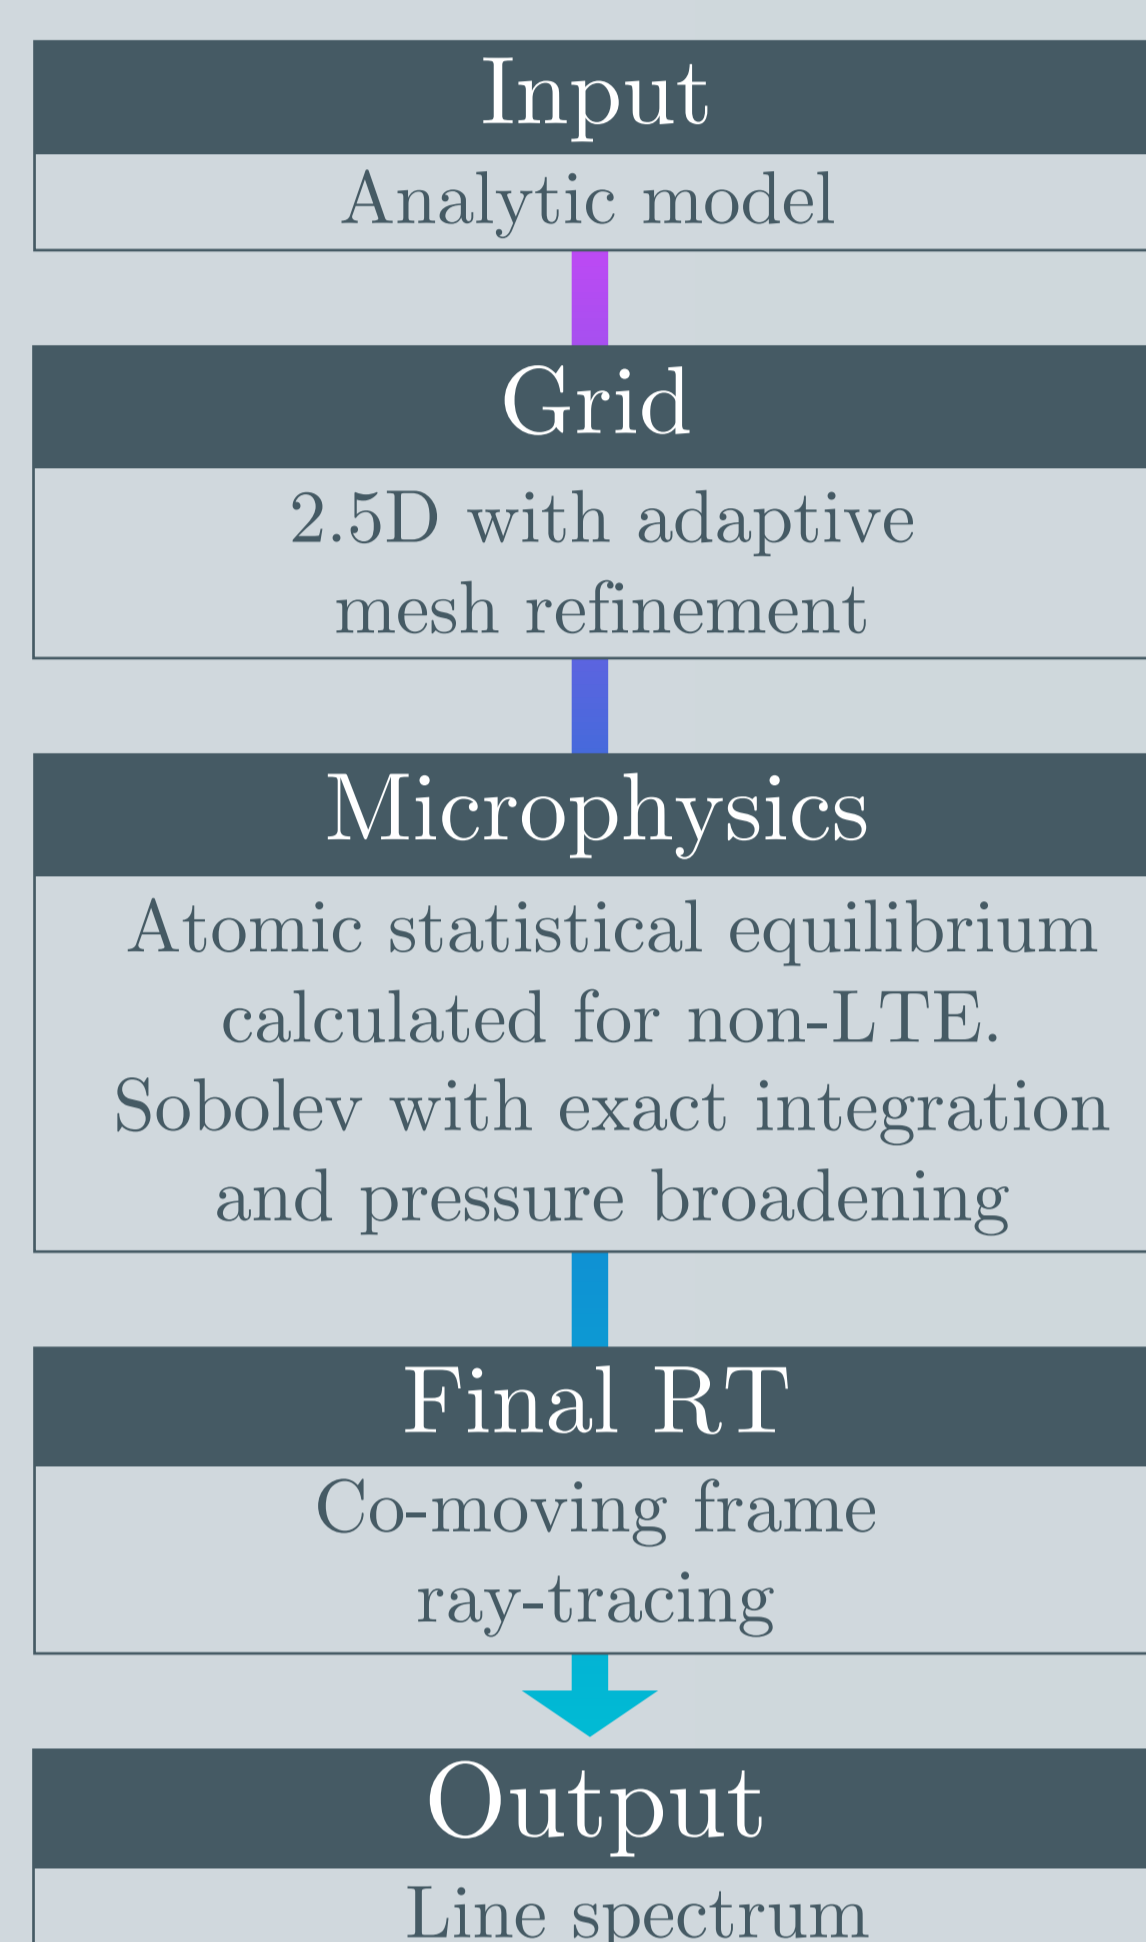 Input
Analytic model
Grid
2.5D with adaptive
mesh refinement
Microphysics
Atomic statistical equilibrium
calculated for non-LTE.
Sobolev with exact integration
and pressure broadening
Final RT
Co-moving frame
ray-tracing
Output
Line spectrum